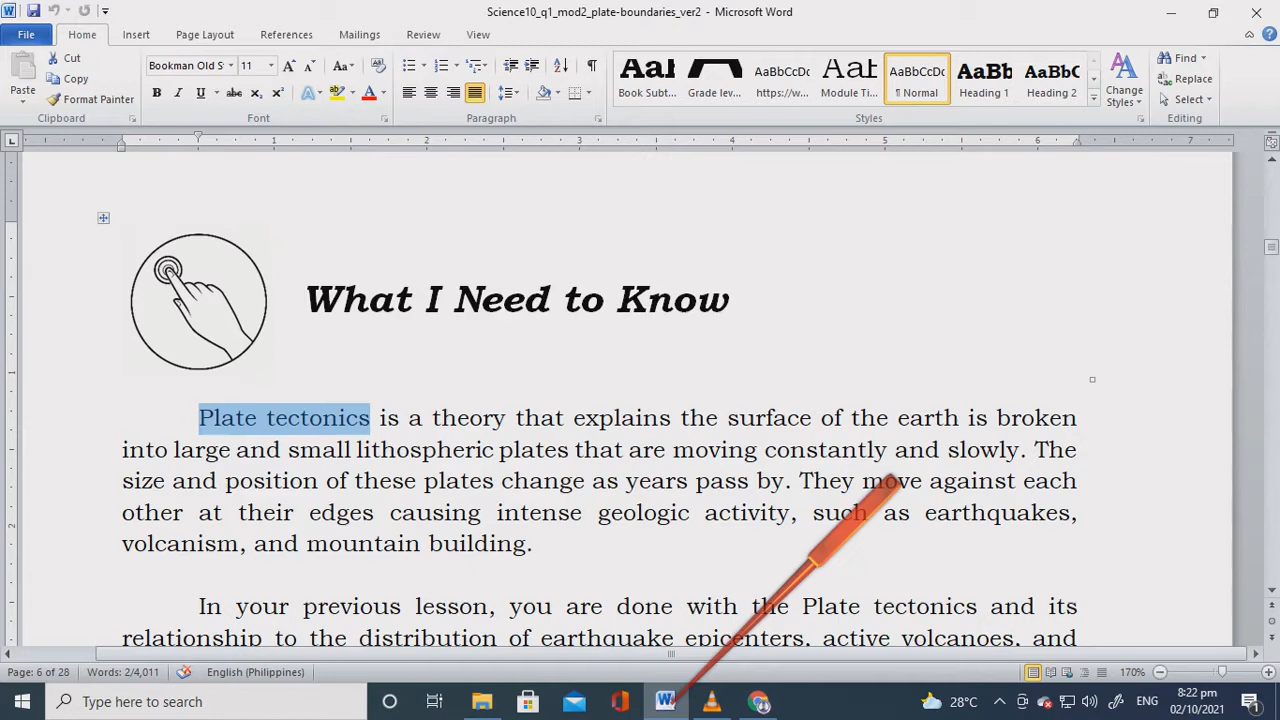 Science10_q1_mod2_plate-boundaries_ver2 - Microsoft Word
File Home Insert Page Layout References Mailings Review View
Paste
Cut
Copy
Format Painter
Clipboard
Bookman Old S 11
Font
Paragraph
Book Subt... Grade lev... https://w... Module Ti... ¶ Normal Heading 1 Heading 2
Change Styles
Styles
Find
Replace
Select
Editing
1 2 3 4 5 6 7
What I Need to Know
Plate tectonics is a theory that explains the surface of the earth is broken
into large and small lithospheric plates that are moving constantly and slowly. The
size and position of these plates change as years pass by. They move against each
other at their edges causing intense geologic activity, such as earthquakes,
volcanism, and mountain building.
In your previous lesson, you are done with the Plate tectonics and its
relationship to the distribution of earthquake epicenters, active volcanoes, and
Page: 6 of 28 Words: 2/4,011 English (Philippines) 170%
Type here to search 28°C ENG 8:22 pm
02/10/2021